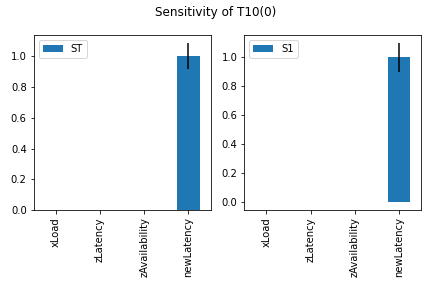 Sensitivity of T10(0)
ST
1.0
0.8
0.6
0.4
0.2
0.0
xLoad
zLatency
zAvailability
newLatency
S1
1.0
0.8
0.6
0.4
0.2
0.0
xLoad
zLatency
zAvailability
newLatency